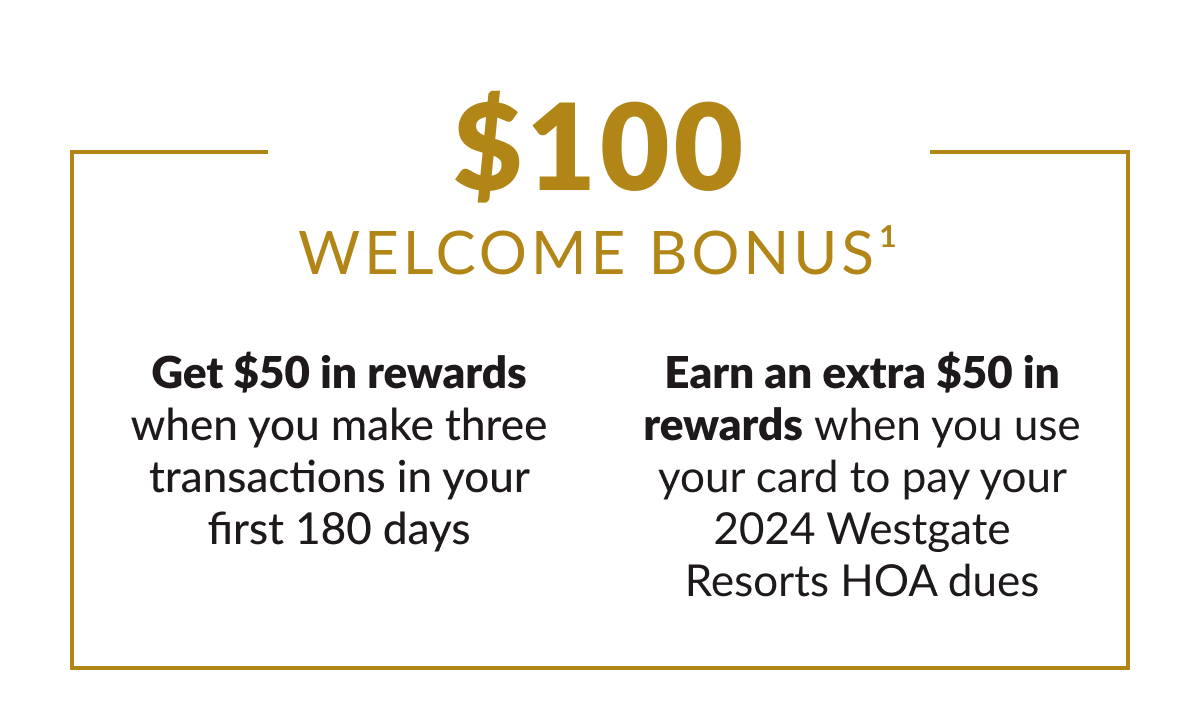 $100
WELCOME BONUS¹
Get $50 in rewards
when you make three
transactions in your
first 180 days
Earn an extra $50 in
rewards when you use
your card to pay your
2024 Westgate
Resorts HOA dues